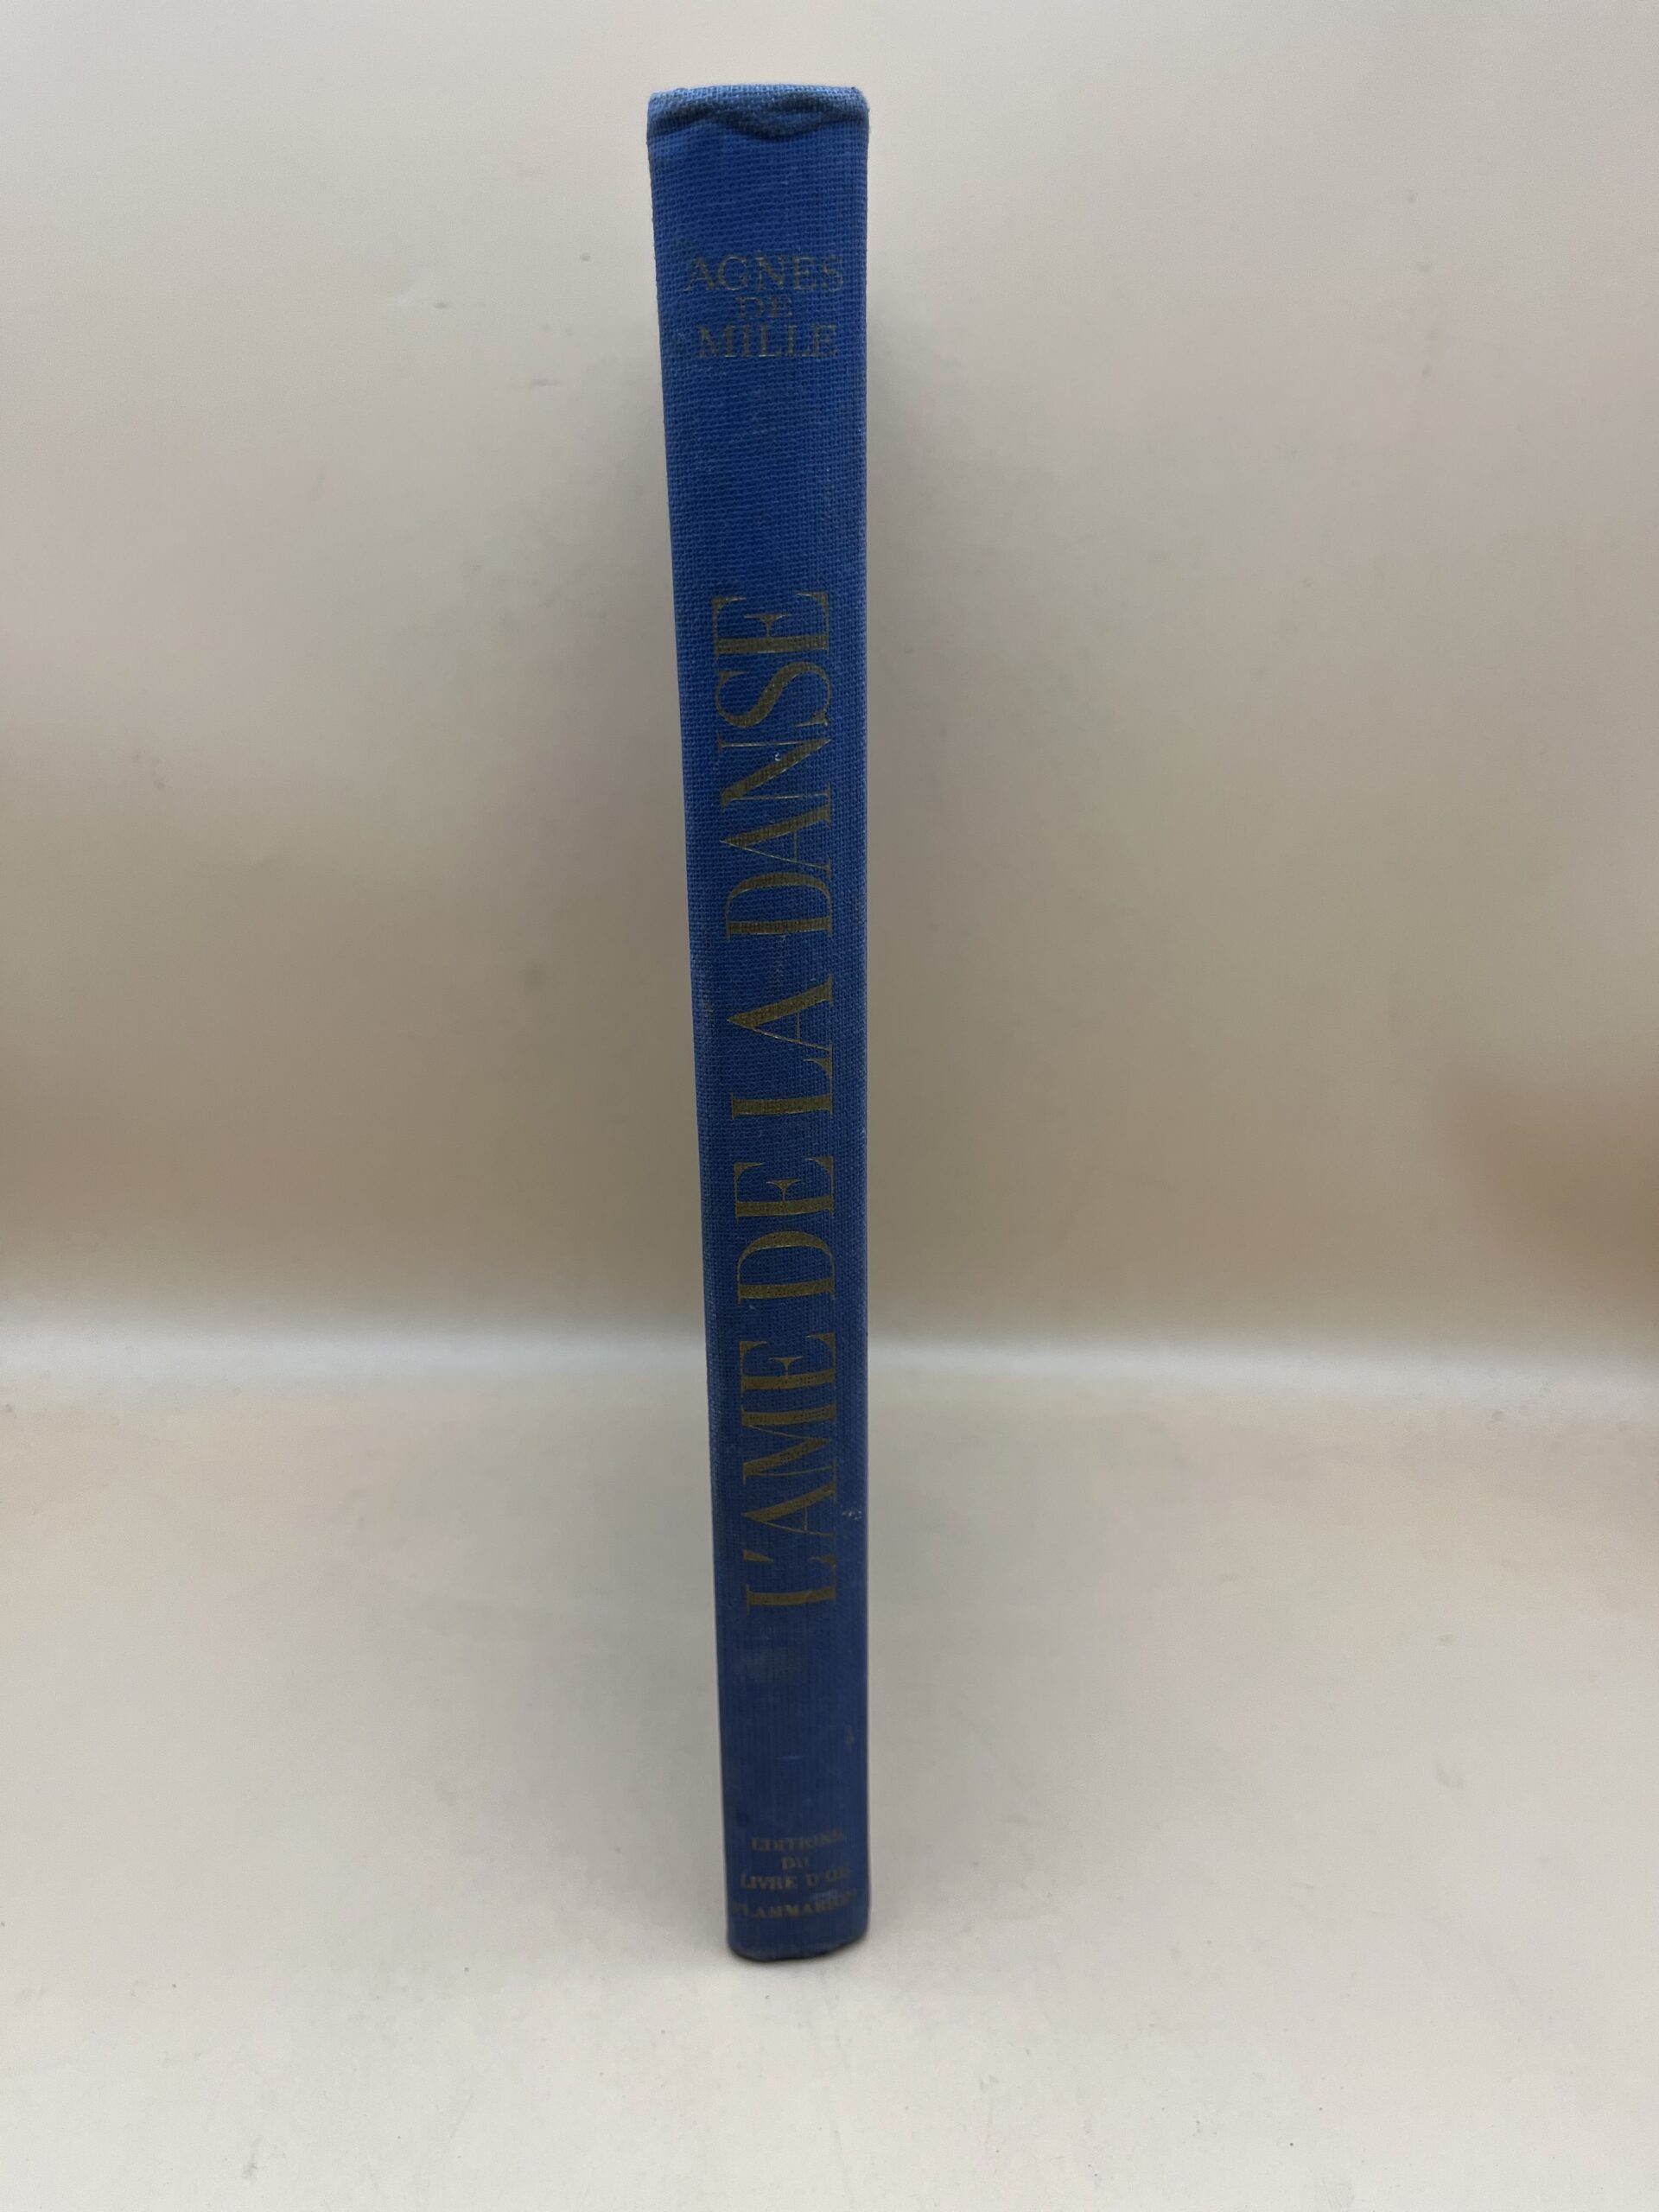 AGNES
DE
MILLE
L'AME DE LA DANSE
EDITIONS
DU
LIVRE D'OR
FLAMMARION